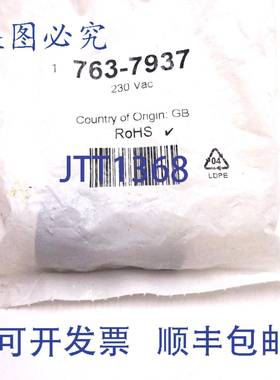 是图必究
1 763-7937
230 Vac
Country of Origin: GB
RoHS ✓
JTT1368
04
LDPE
可开发票 顺丰包邮